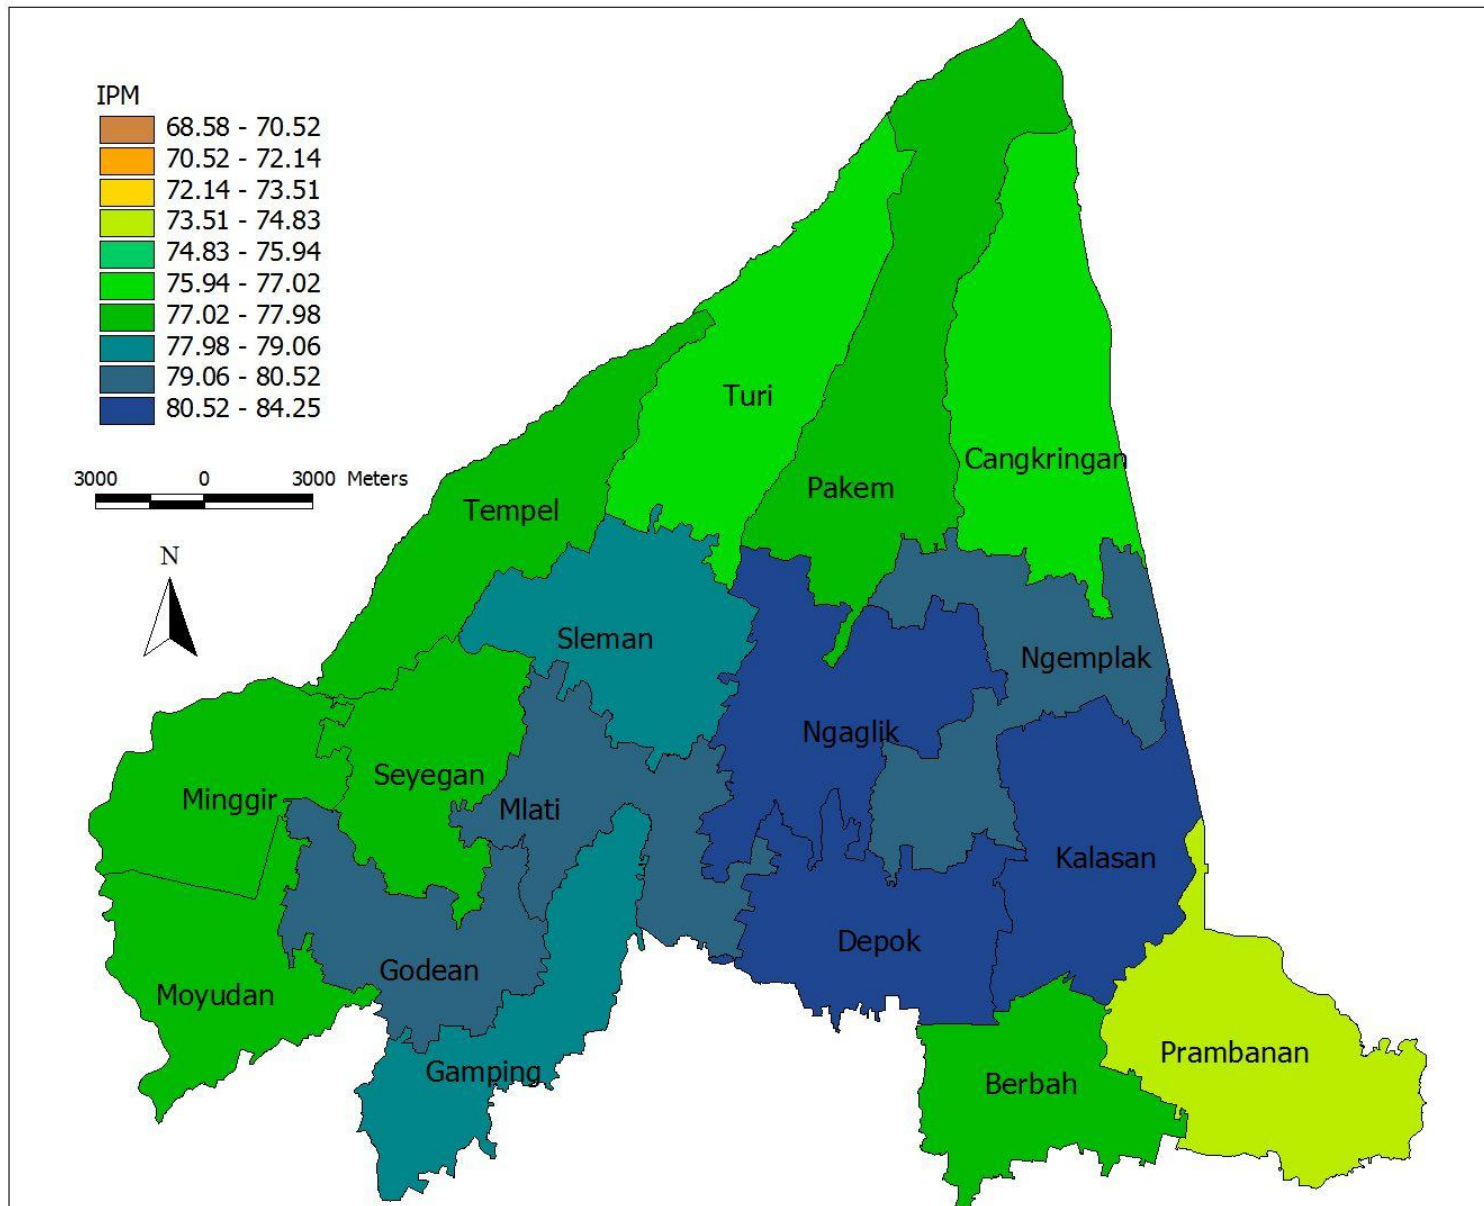 IPM
68.58 - 70.52
70.52 - 72.14
72.14 - 73.51
73.51 - 74.83
74.83 - 75.94
75.94 - 77.02
77.02 - 77.98
77.98 - 79.06
79.06 - 80.52
80.52 - 84.25
3000 0 3000 Meters
N
Turi
Cangkringan
Pakem
Tempel
Sleman
Ngemplak
Ngaglik
Seyegan
Minggir
Mlati
Kalasan
Depok
Godean
Moyudan
Prambanan
Gamping
Berbah